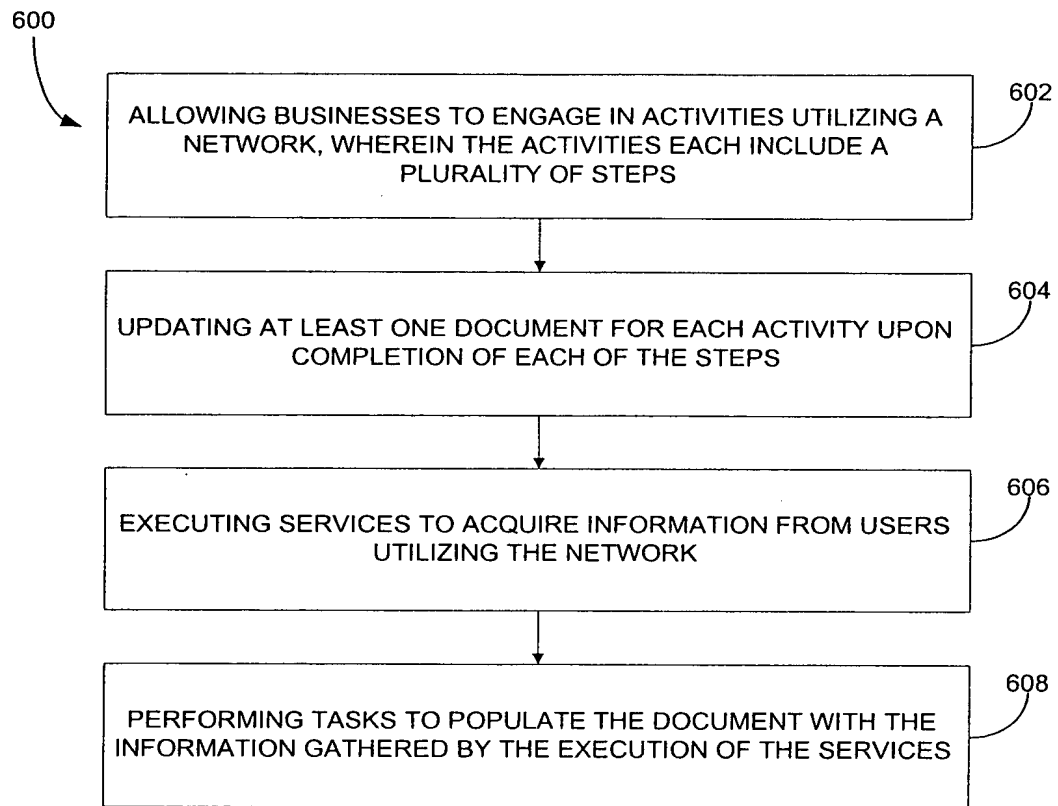 600
602
ALLOWING BUSINESSES TO ENGAGE IN ACTIVITIES UTILIZING A
NETWORK, WHEREIN THE ACTIVITIES EACH INCLUDE A
PLURALITY OF STEPS
604
UPDATING AT LEAST ONE DOCUMENT FOR EACH ACTIVITY UPON
COMPLETION OF EACH OF THE STEPS
606
EXECUTING SERVICES TO ACQUIRE INFORMATION FROM USERS
UTILIZING THE NETWORK
608
PERFORMING TASKS TO POPULATE THE DOCUMENT WITH THE
INFORMATION GATHERED BY THE EXECUTION OF THE SERVICES